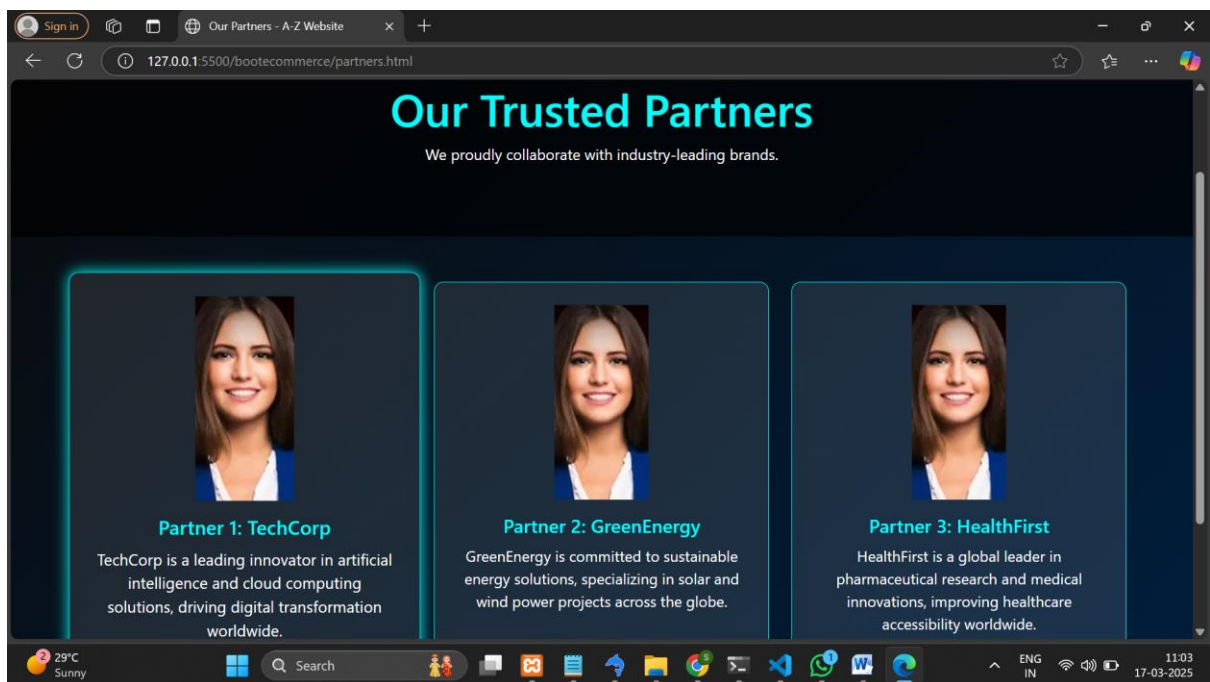 Sign in
Our Partners - A-Z Website
127.0.0.1:5500/bootecommerce/partners.html
Our Trusted Partners
We proudly collaborate with industry-leading brands.
Partner 1: TechCorp
TechCorp is a leading innovator in artificial
intelligence and cloud computing
solutions, driving digital transformation
worldwide.
Partner 2: GreenEnergy
GreenEnergy is committed to sustainable
energy solutions, specializing in solar and
wind power projects across the globe.
Partner 3: HealthFirst
HealthFirst is a global leader in
pharmaceutical research and medical
innovations, improving healthcare
accessibility worldwide.
2
29°C
Sunny
Search
S
1
W
ENG
IN
11:03
17-03-2025